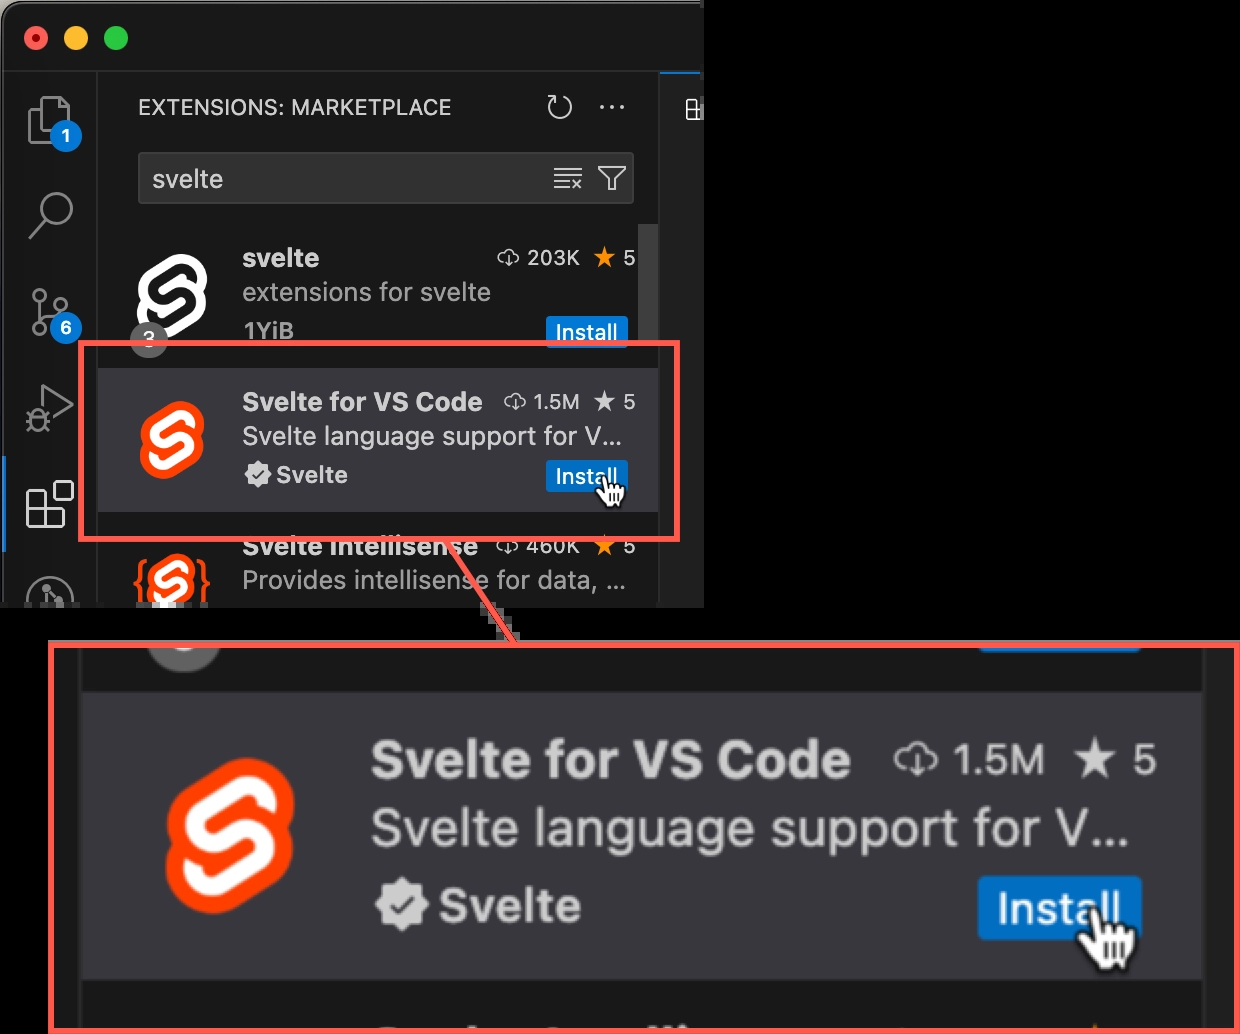 EXTENSIONS: MARKETPLACE
1
svelte
svelte 203K 5
extensions for svelte
1YiB Install
3
6
Svelte for VS Code 1.5M 5
Svelte language support for V...
Svelte Install
Svelte Intellisense 460K 5
Provides intellisense for data, ...
Svelte for VS Code 1.5M 5
Svelte language support for V...
Svelte Install